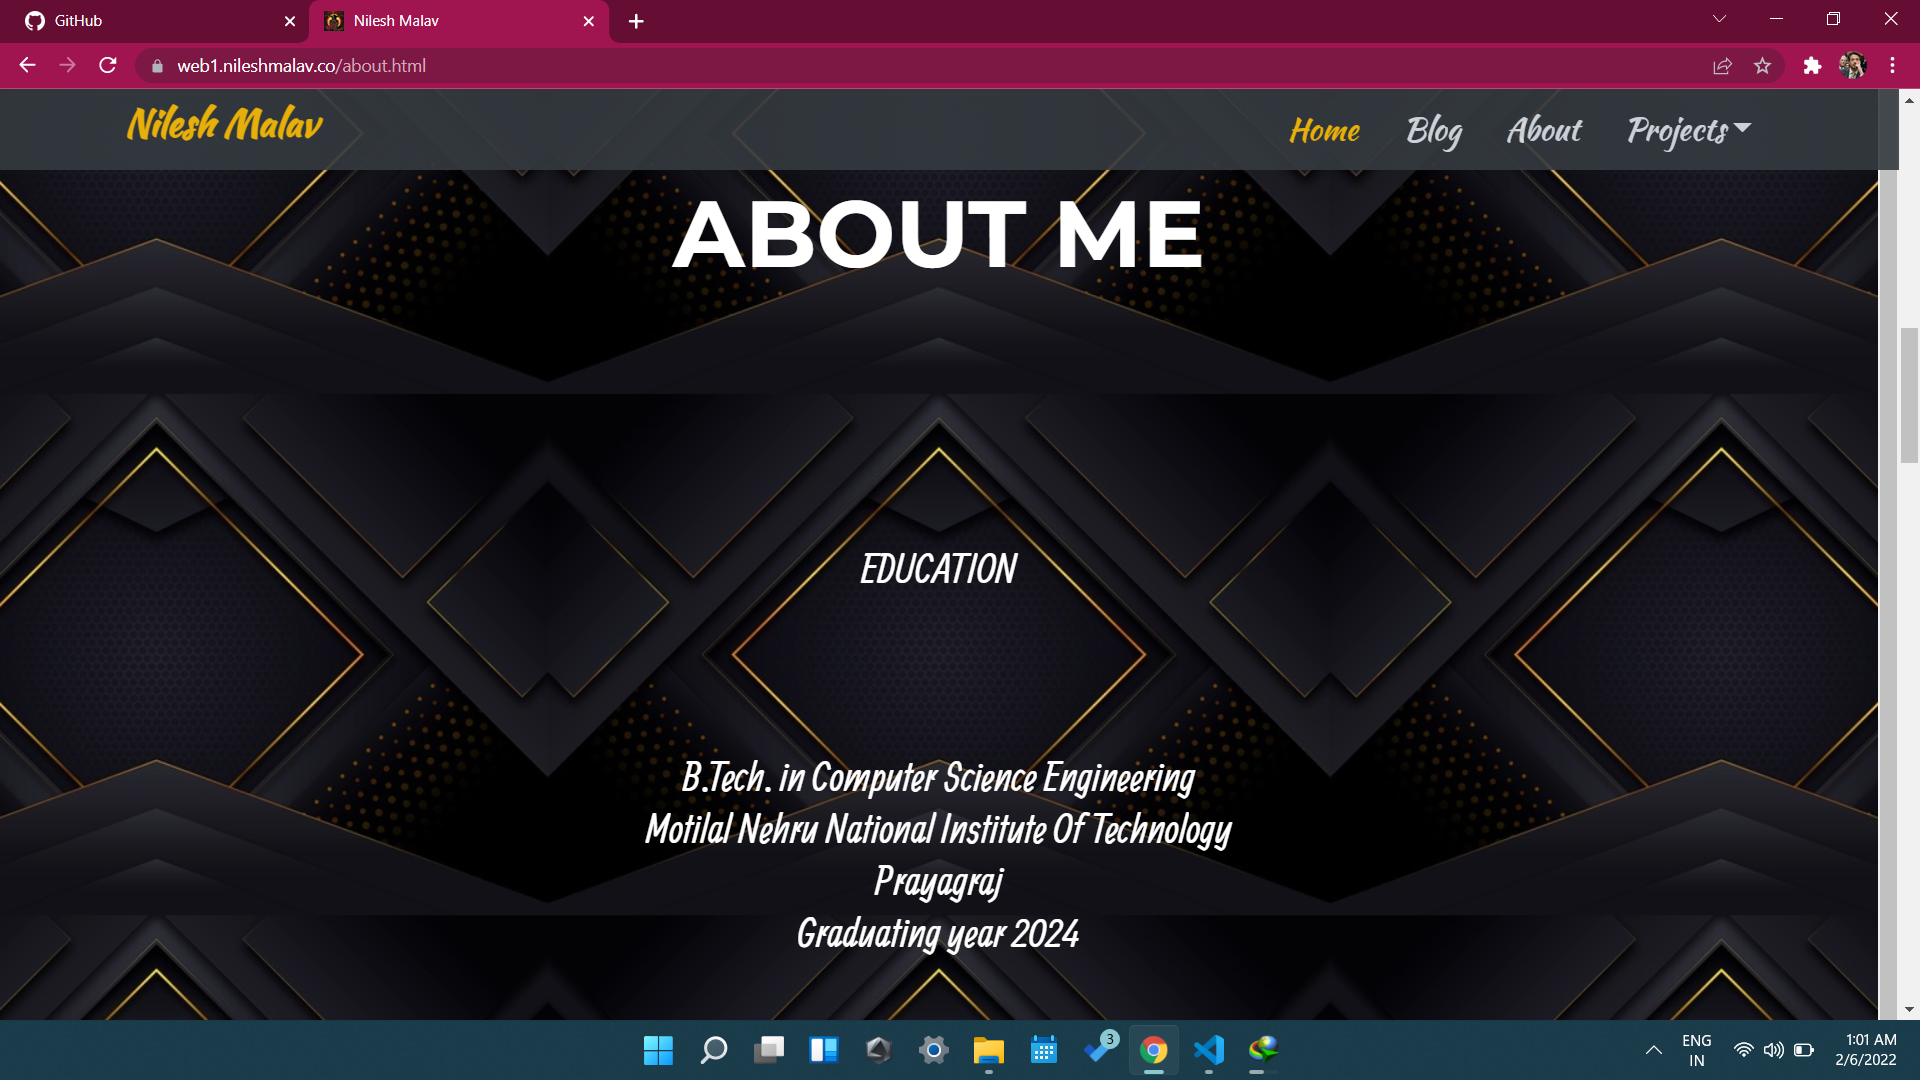 GitHub
Nilesh Malav
web1.nileshmalav.co/about.html
Nilesh Malav
Home Blog About Projects
ABOUT ME
EDUCATION
B.Tech. in Computer Science Engineering
Motilal Nehru National Institute Of Technology
Prayagraj
Graduating year 2024
3
ENG
IN
1:01 AM
2/6/2022